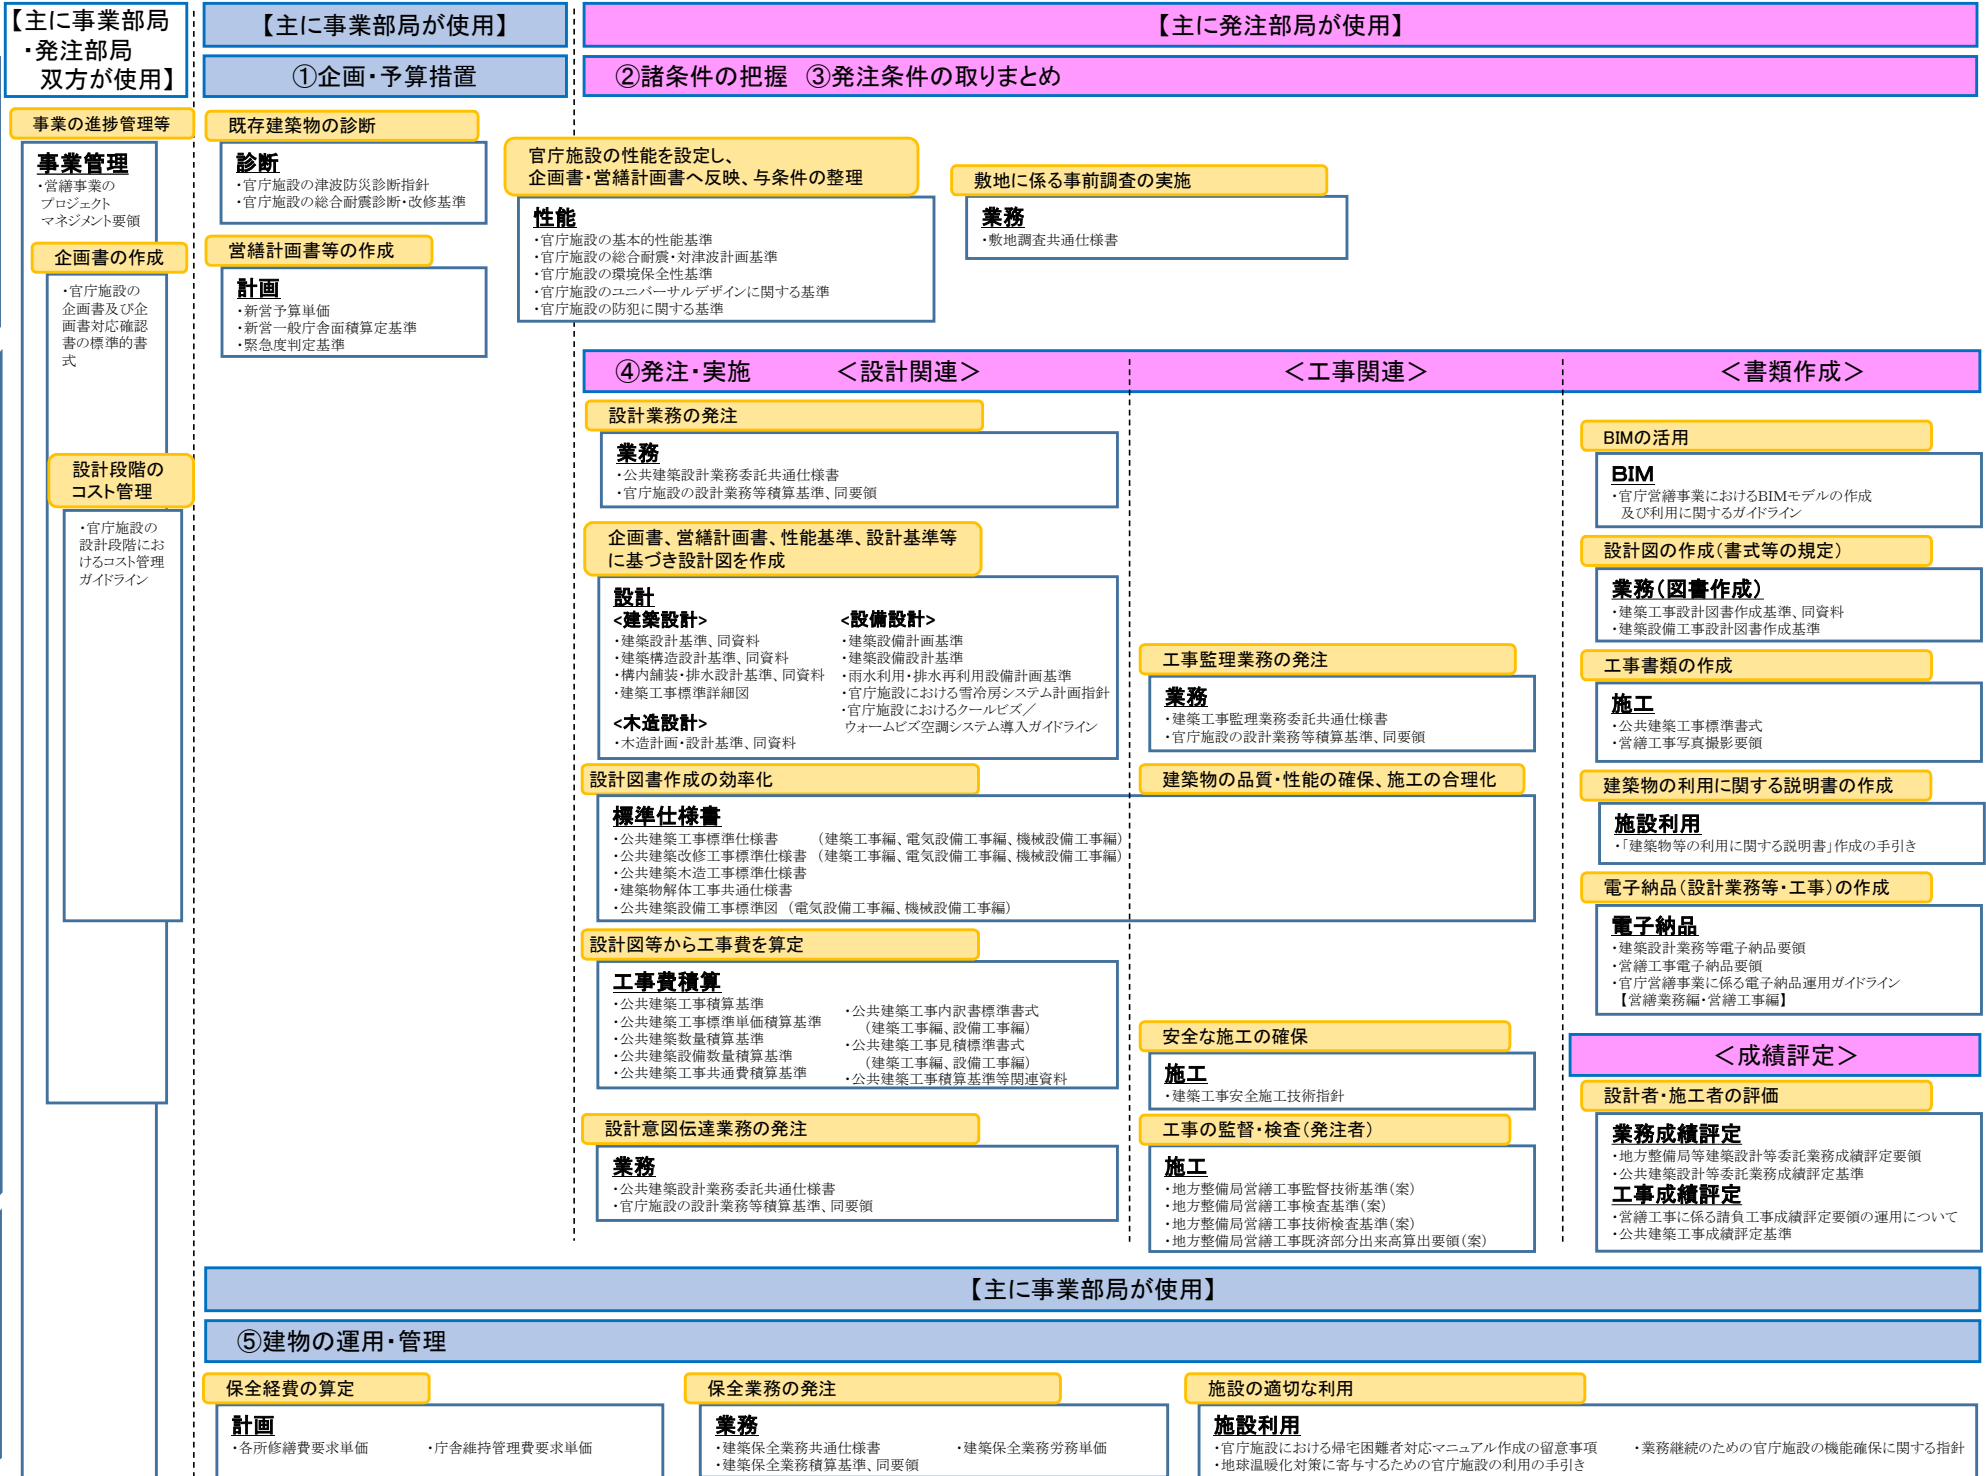 【主に事業部局
・発注部局
双方が使用】
事業の進捗管理等
事業管理
・営繕事業の
プロジェクト
マネジメント要領
企画書の作成
・官庁施設の
企画書及び企
画書対応確認
書の標準的書
式
設計段階の
コスト管理
・官庁施設の
設計段階にお
けるコスト管理
ガイドライン
【主に事業部局が使用】
①企画・予算措置
既存建築物の診断
診断
・官庁施設の津波防災診断指針
・官庁施設の総合耐震診断・改修基準
営繕計画書等の作成
計画
・新営予算単価
・新営一般庁舎面積算定基準
・緊急度判定基準
【主に発注部局が使用】
②諸条件の把握 ③発注条件の取りまとめ
官庁施設の性能を設定し、
企画書・営繕計画書へ反映、与条件の整理
性能
・官庁施設の基本的性能基準
・官庁施設の総合耐震・対津波計画基準
・官庁施設の環境保全性基準
・官庁施設のユニバーサルデザインに関する基準
・官庁施設の防犯に関する基準
敷地に係る事前調査の実施
業務
・敷地調査共通仕様書
④発注・実施 ＜設計関連＞ ＜工事関連＞ ＜書類作成＞
設計業務の発注
業務
・公共建築設計業務委託共通仕様書
・官庁施設の設計業務等積算基準、同要領
企画書、営繕計画書、性能基準、設計基準等
に基づき設計図を作成
設計
<建築設計>
・建築設計基準、同資料
・建築構造設計基準、同資料
・構内舗装・排水設計基準、同資料
・建築工事標準詳細図
<木造設計>
・木造計画・設計基準、同資料
<設備設計>
・建築設備計画基準
・建築設備設計基準
・雨水利用・排水再利用設備計画基準
・官庁施設における雪冷房システム計画指針
・官庁施設におけるクールビズ／
ウォームビズ空調システム導入ガイドライン
設計図書作成の効率化
建築物の品質・性能の確保、施工の合理化
標準仕様書
・公共建築工事標準仕様書 （建築工事編、電気設備工事編、機械設備工事編）
・公共建築改修工事標準仕様書 （建築工事編、電気設備工事編、機械設備工事編）
・公共建築木造工事標準仕様書
・建築物解体工事共通仕様書
・公共建築設備工事標準図 （電気設備工事編、機械設備工事編）
設計図等から工事費を算定
工事費積算
・公共建築工事積算基準
・公共建築工事標準単価積算基準
・公共建築数量積算基準
・公共建築設備数量積算基準
・公共建築工事共通費積算基準
・公共建築工事内訳書標準書式
（建築工事編、設備工事編）
・公共建築工事見積標準書式
（建築工事編、設備工事編）
・公共建築工事積算基準等関連資料
設計意図伝達業務の発注
業務
・公共建築設計業務委託共通仕様書
・官庁施設の設計業務等積算基準、同要領
工事監理業務の発注
業務
・建築工事監理業務委託共通仕様書
・官庁施設の設計業務等積算基準、同要領
安全な施工の確保
施工
・建築工事安全施工技術指針
工事の監督・検査（発注者）
施工
・地方整備局営繕工事監督技術基準（案）
・地方整備局営繕工事検査基準（案）
・地方整備局営繕工事技術検査基準（案）
・地方整備局営繕工事既済部分出来高算出要領（案）
BIMの活用
BIM
・官庁営繕事業におけるBIMモデルの作成
及び利用に関するガイドライン
設計図の作成（書式等の規定）
業務（図書作成）
・建築工事設計図書作成基準、同資料
・建築設備工事設計図書作成基準
工事書類の作成
施工
・公共建築工事標準書式
・営繕工事写真撮影要領
建築物の利用に関する説明書の作成
施設利用
・「建築物等の利用に関する説明書」作成の手引き
電子納品（設計業務等・工事）の作成
電子納品
・建築設計業務等電子納品要領
・営繕工事電子納品要領
・官庁営繕事業に係る電子納品運用ガイドライン
【営繕業務編・営繕工事編】
＜成績評定＞
設計者・施工者の評価
業務成績評定
・地方整備局等建築設計等委託業務成績評定要領
・公共建築設計等委託業務成績評定基準
工事成績評定
・営繕工事に係る請負工事成績評定要領の運用について
・公共建築工事成績評定基準
【主に事業部局が使用】
⑤建物の運用・管理
保全経費の算定
計画
・各所修繕費要求単価 ・庁舎維持管理費要求単価
保全業務の発注
業務
・建築保全業務共通仕様書 ・建築保全業務労務単価
・建築保全業務積算基準、同要領
施設の適切な利用
施設利用
・官庁施設における帰宅困難者対応マニュアル作成の留意事項 ・業務継続のための官庁施設の機能確保に関する指針
・地球温暖化対策に寄与するための官庁施設の利用の手引き